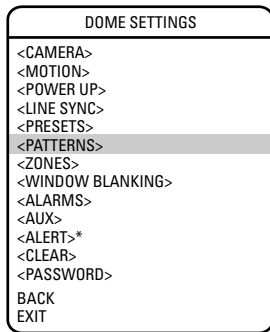 DOME SETTINGS
<CAMERA>
<MOTION>
<POWER UP>
<LINE SYNC>
<PRESETS>
<PATTERNS>
<ZONES>
<WINDOW BLANKING>
<ALARMS>
<AUX>
<ALERT>*
<CLEAR>
<PASSWORD>
BACK
EXIT